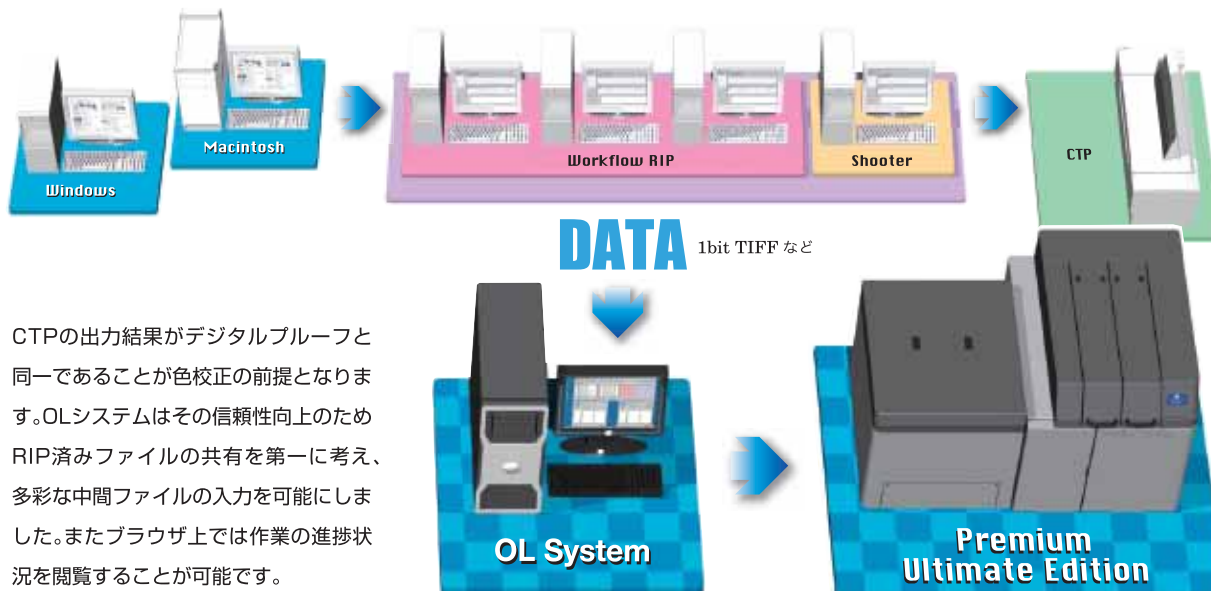 Macintosh
Windows
Workflow RIP
Shooter
CTP
DATA 1bit TIFF など
CTPの出力結果がデジタルプルーフと
同一であることが色校正の前提となりま
す。OLシステムはその信頼性向上のため
RIP済みファイルの共有を第一に考え、
多彩な中間ファイルの入力を可能にしま
した。またブラウザ上では作業の進捗状
況を閲覧することが可能です。
OL System
Premium
Ultimate Edition